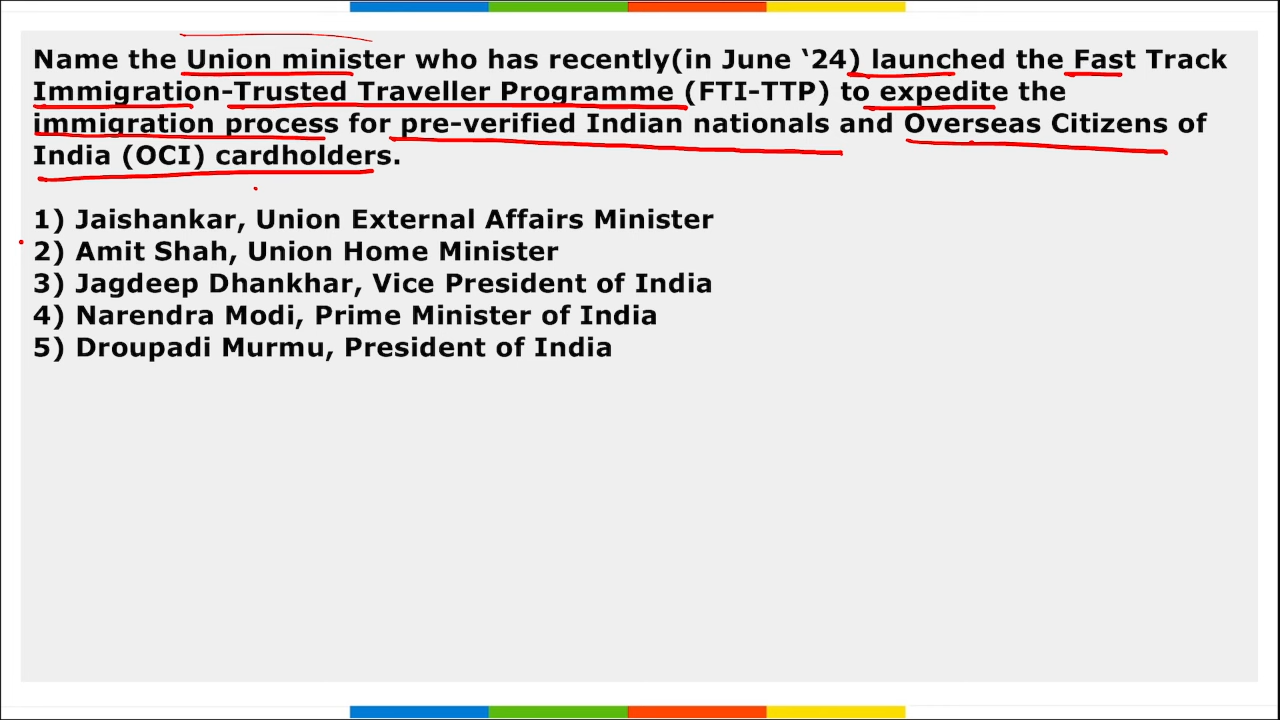 Name the Union minister who has recently(in June ‘24) launched the Fast Track
Immigration-Trusted Traveller Programme (FTI-TTP) to expedite the
immigration process for pre-verified Indian nationals and Overseas Citizens of
India (OCI) cardholders.
1) Jaishankar, Union External Affairs Minister
2) Amit Shah, Union Home Minister
3) Jagdeep Dhankhar, Vice President of India
4) Narendra Modi, Prime Minister of India
5) Droupadi Murmu, President of India